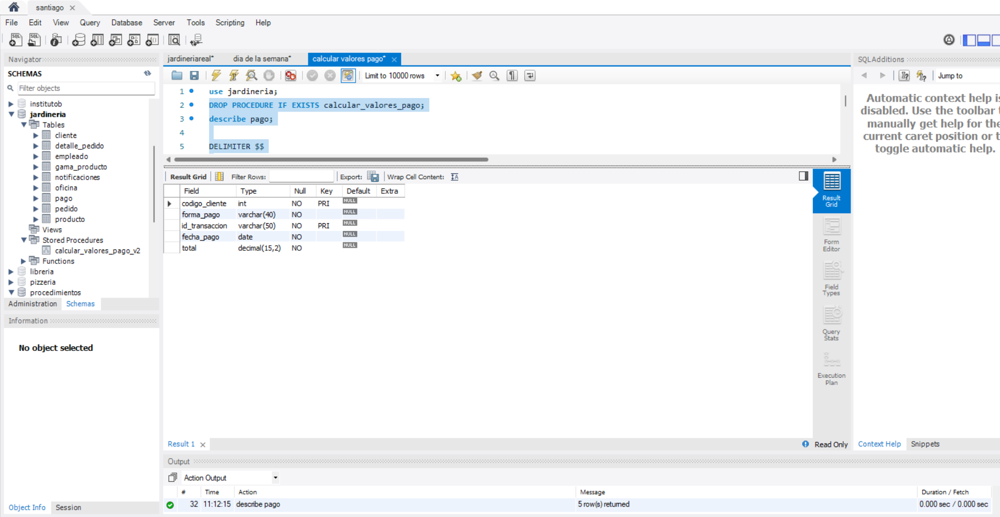 santiago
File Edit View Query Database Server Tools Scripting Help
Navigator
SCHEMAS
Filter objects
institutob
jardineria
Tables
cliente
detalle_pedido
empleado
gama_producto
notificaciones
oficina
pago
pedido
producto
Views
Stored Procedures
calcular_valores_pago_v2
Functions
libreria
pizzeria
procedimientos
Administration Schemas
Information
No object selected
Object Info Session
jardineriareal* dia de la semana* calcular valores pago*
Limit to 10000 rows
1 use jardineria;
2 DROP PROCEDURE IF EXISTS calcular_valores_pago;
3 describe pago;
4
5 DELIMITER $$
Result Grid Filter Rows: Export: Wrap Cell Content:
Field Type Null Key Default Extra
codigo_cliente int NO PRI NULL
forma_pago varchar(40) NO NULL
id_transaccion varchar(50) NO PRI NULL
fecha_pago date NO NULL
total decimal(15,2) NO NULL
Result Grid
Form Editor
Field Types
Query Stats
Execution Plan
Result 1 Read Only
Output
Action Output
# Time Action Message Duration / Fetch
32 11:12:15 describe pago 5 row(s) returned 0.000 sec / 0.000 sec
SQLAdditions
Jump to
Automatic context help is
disabled. Use the toolbar t
manually get help for the
current caret position or t
toggle automatic help.
Context Help Snippets